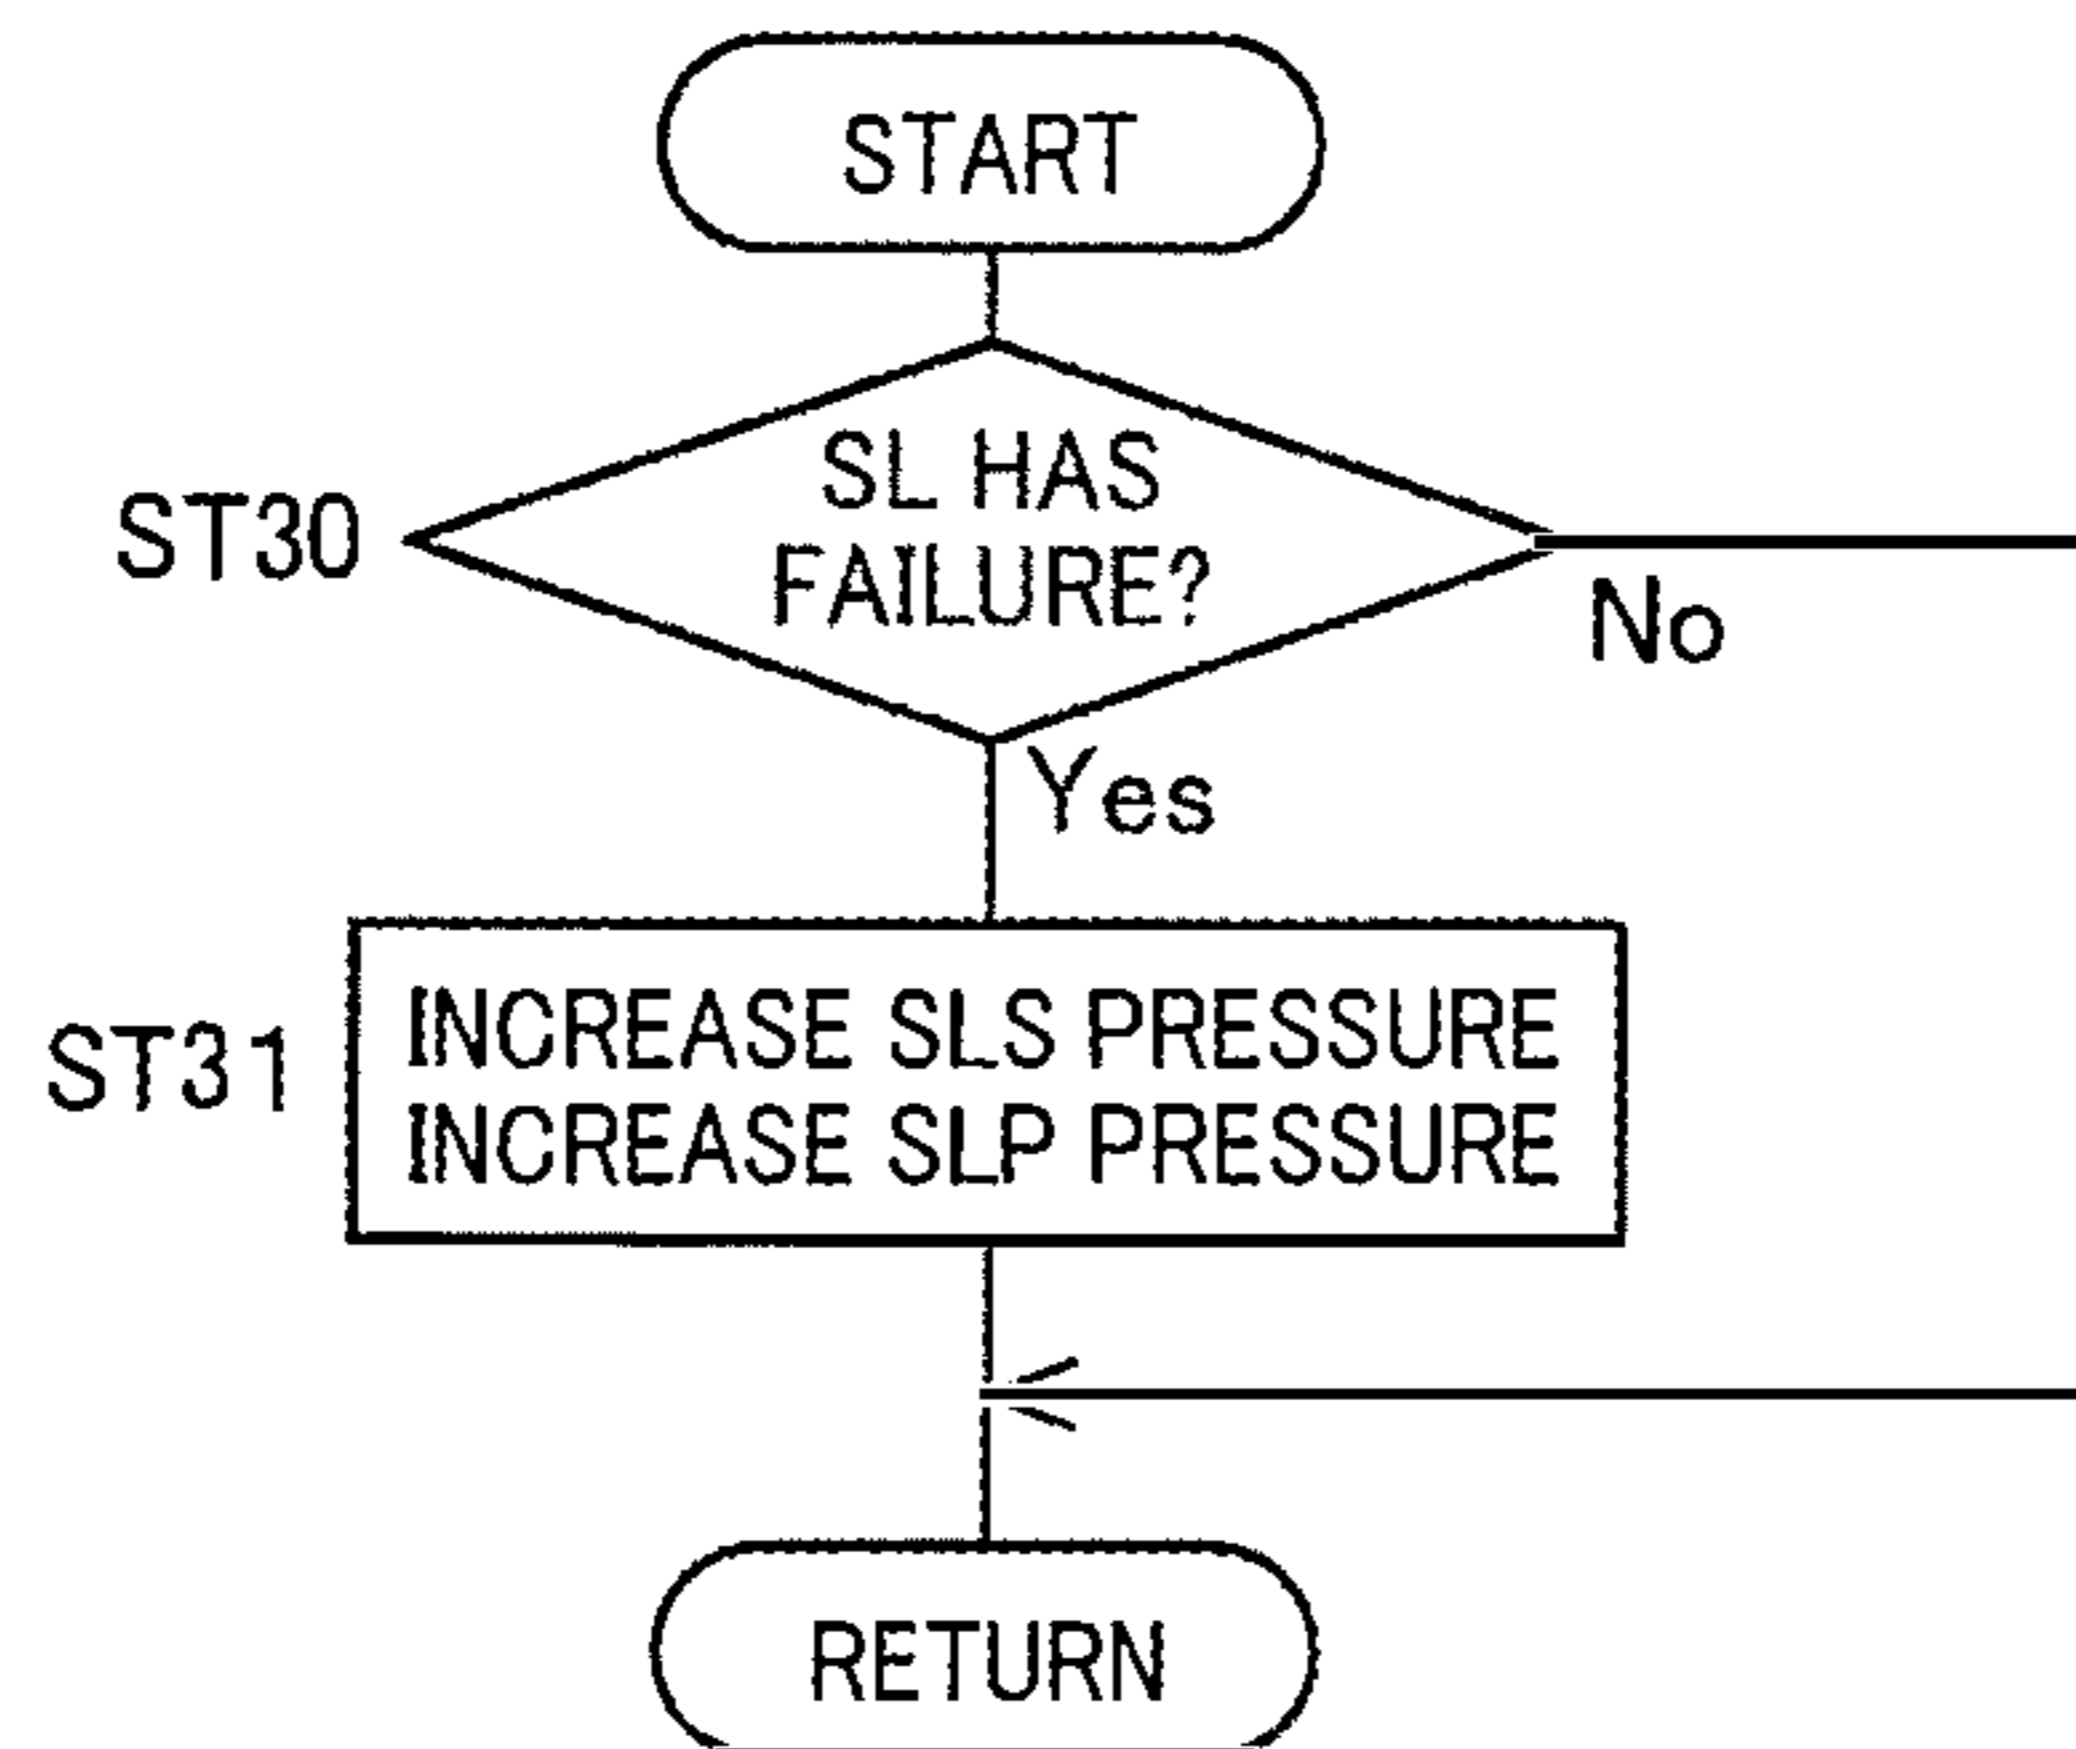 START
SL HAS
FAILURE?
ST30
No
Yes
INCREASE SLS PRESSURE
INCREASE SLP PRESSURE
ST31
RETURN